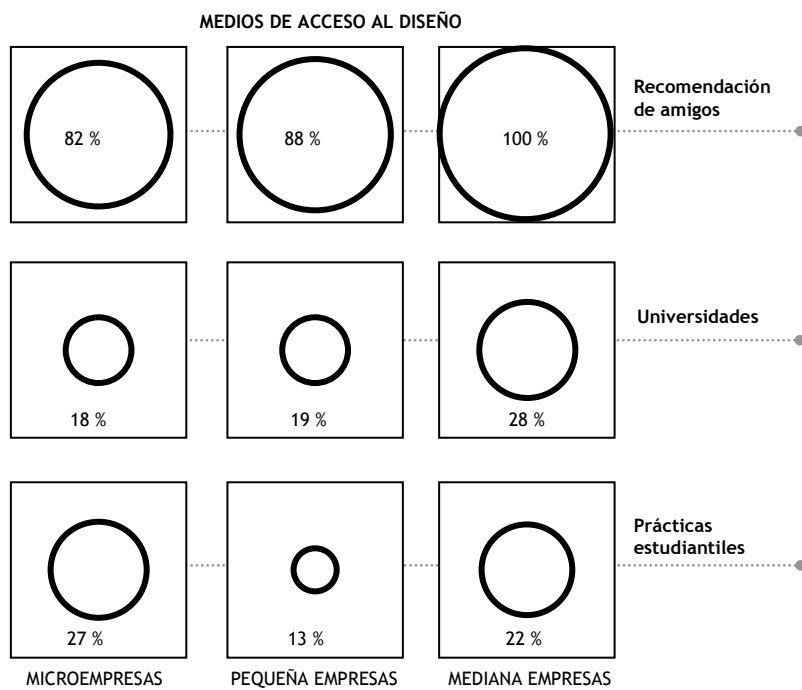 MEDIOS DE ACCESO AL DISEÑO
Recomendación
de amigos
82 %
88 %
100 %
Universidades
18 %
19 %
28 %
Prácticas
estudiantiles
27 %
13 %
22 %
MICROEMPRESAS
PEQUEÑA EMPRESAS
MEDIANA EMPRESAS